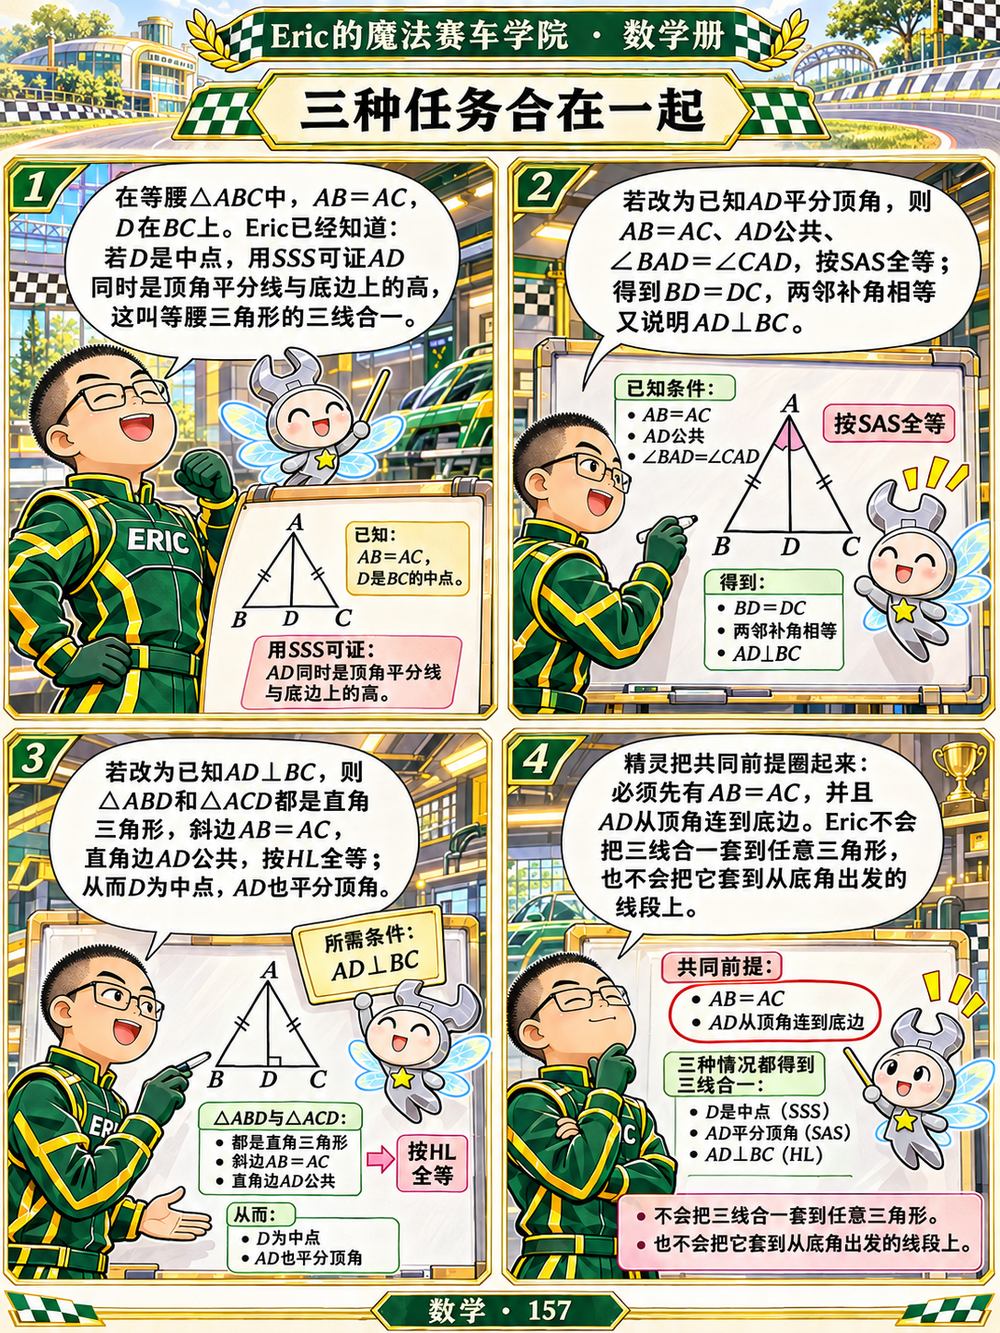 Eric的魔法赛车学院 · 数学册
三种任务合在一起
1
在等腰△ABC中，AB＝AC，
D在BC上。Eric已经知道：
若D是中点，用SSS可证AD
同时是顶角平分线与底边上的高，
这叫等腰三角形的三线合一。
ERIC
A
B
D
C
已知：
AB＝AC，
D是BC的中点。
用SSS可证：
AD同时是顶角平分线
与底边上的高。
2
若改为已知AD平分顶角，则
AB＝AC、AD公共、
∠BAD＝∠CAD，按SAS全等；
得到BD＝DC，两邻补角相等
又说明AD⊥BC。
已知条件：
• AB＝AC
• AD公共
• ∠BAD＝∠CAD
A
B
D
C
按SAS全等
得到：
• BD＝DC
• 两邻补角相等
• AD⊥BC
3
若改为已知AD⊥BC，则
△ABD和△ACD都是直角
三角形，斜边AB＝AC，
直角边AD公共，按HL全等；
从而D为中点，AD也平分顶角。
所需条件：
AD⊥BC
A
B
D
C
△ABD与△ACD：
• 都是直角三角形
• 斜边AB＝AC
• 直角边AD公共
按HL
全等
从而：
• D为中点
• AD也平分顶角
4
精灵把共同前提圈起来：
必须先有AB＝AC，并且
AD从顶角连到底边。Eric不会
把三线合一套到任意三角形，
也不会把它套到从底角出发的
线段上。
共同前提：
• AB＝AC
• AD从顶角连到底边
三种情况都得到
三线合一：
• D是中点（SSS）
• AD平分顶角（SAS）
• AD⊥BC（HL）
• 不会把三线合一套到任意三角形。
• 也不会把它套到从底角出发的线段上。
数学 · 157